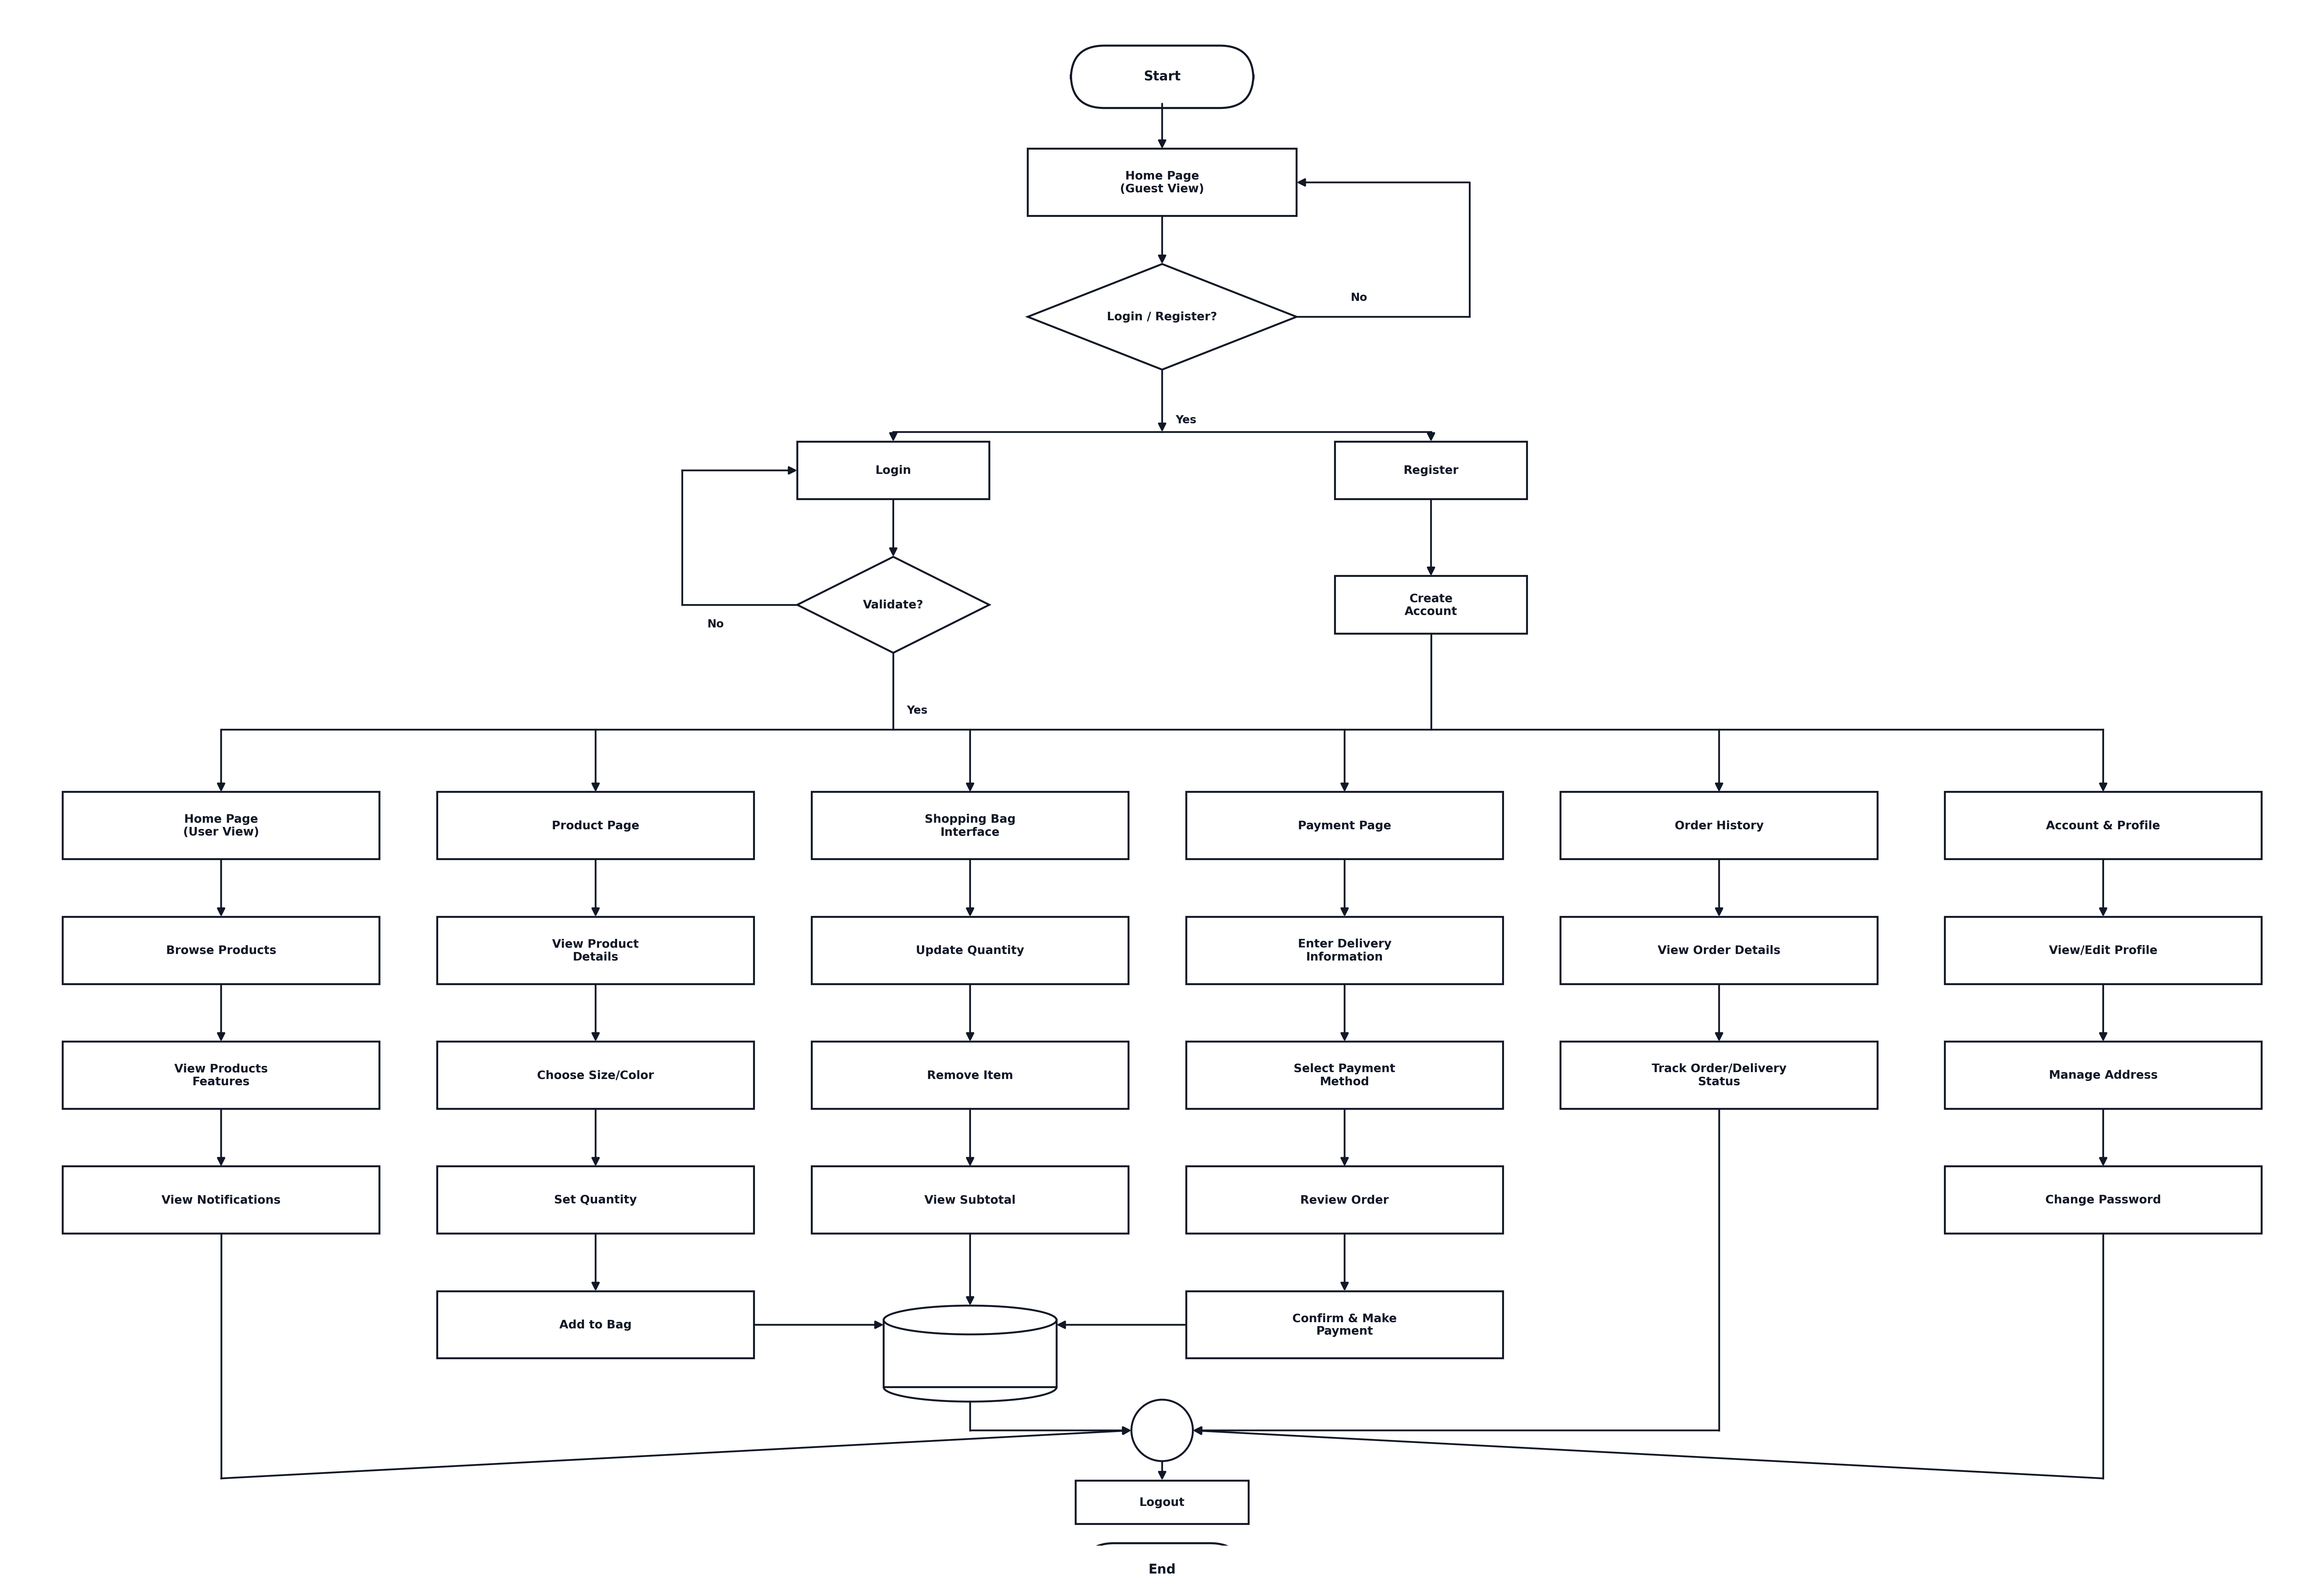 Start
Home Page
(Guest View)
Login / Register?
No
Yes
Login
Register
Validate?
No
Create
Account
Yes
Home Page
(User View)
Product Page
Shopping Bag
Interface
Payment Page
Order History
Account & Profile
Browse Products
View Product
Details
Update Quantity
Enter Delivery
Information
View Order Details
View/Edit Profile
View Products
Features
Choose Size/Color
Remove Item
Select Payment
Method
Track Order/Delivery
Status
Manage Address
View Notifications
Set Quantity
View Subtotal
Review Order
Change Password
Add to Bag
Confirm & Make
Payment
Logout
End